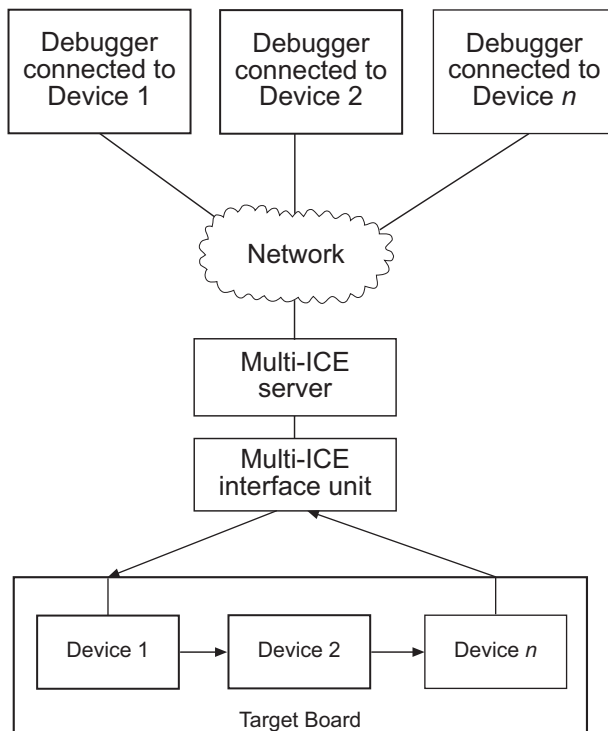 Debugger
connected to
Device 1
Debugger
connected to
Device 2
Debugger
connected to
Device n
Network
Multi-ICE
server
Multi-ICE
interface unit
Device 1
Device 2
Device n
Target Board